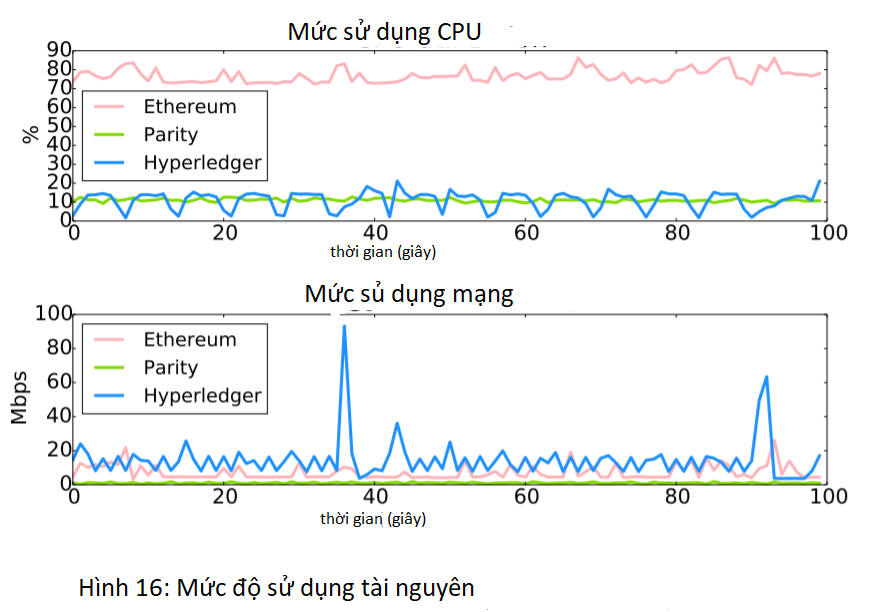 Mức sử dụng CPU
90
80
70
60
50
40
30
20
10
0
%
Ethereum
Parity
Hyperledger
0 20 40 60 80 100
thời gian (giây)
Mức sủ dụng mạng
100
80
60
40
20
0
Mbps
Ethereum
Parity
Hyperledger
0 20 40 60 80 100
thời gian (giây)
Hình 16: Mức độ sử dụng tài nguyên